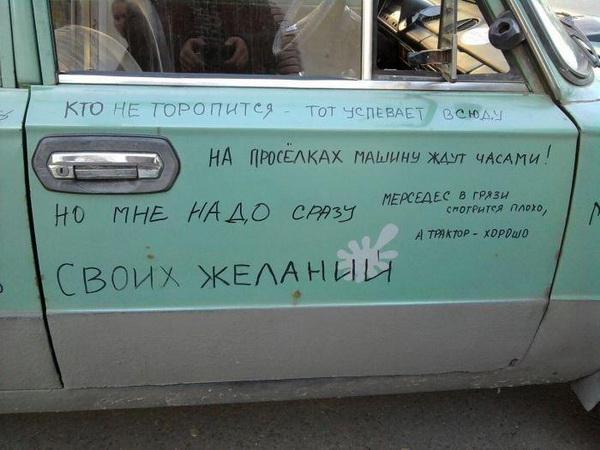 КТО НЕ ТОРОПИТСЯ - ТОТ УСПЕВАЕТ ВСЮДУ
НА ПРОСЁЛКАХ МАШИНУ ЖДУТ ЧАСАМИ!
НО МНЕ НАДО СРАЗУ
МЕРСЕДЕС В ГРЯЗИ
СМОТРИТСЯ ПЛОХО,
А ТРАКТОР - ХОРОШО
СВОИХ ЖЕЛАНИЙ